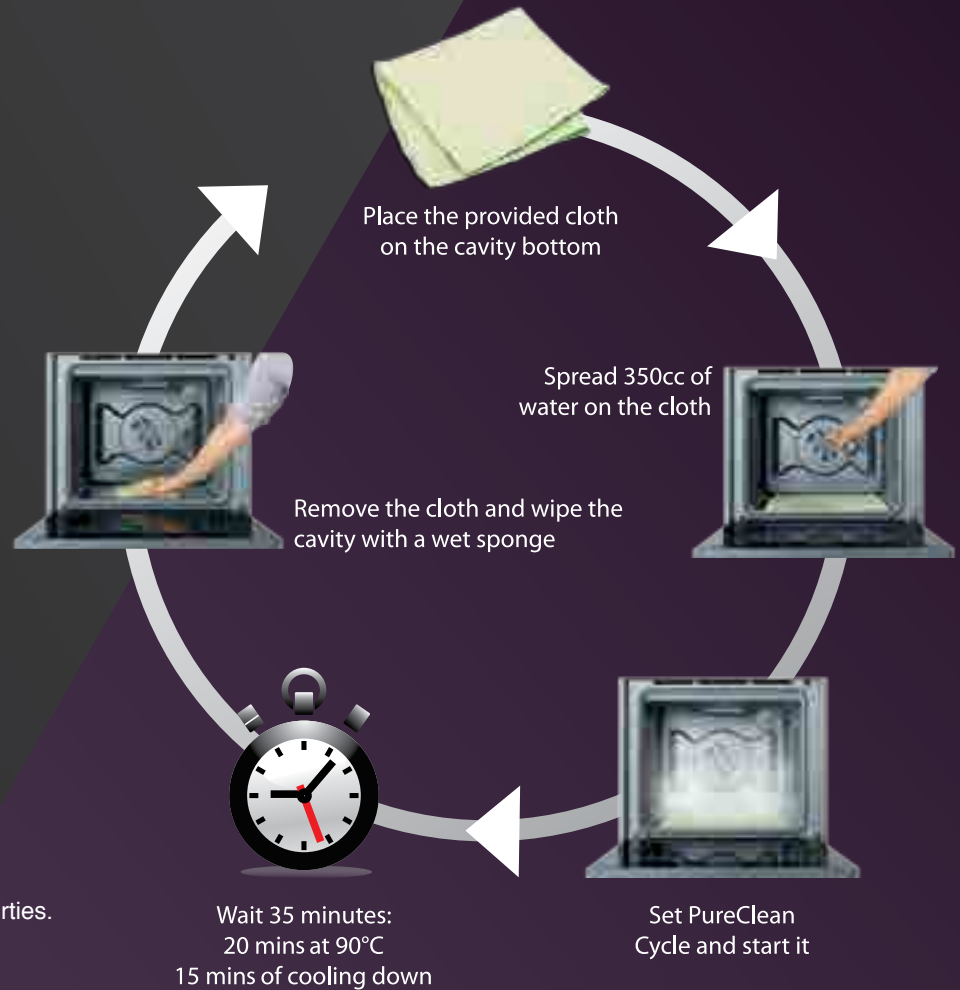 Place the provided cloth
on the cavity bottom
Spread 350cc of
water on the cloth
Set PureClean
Cycle and start it
Wait 35 minutes:
20 mins at 90°C
15 mins of cooling down
Remove the cloth and wipe the
cavity with a wet sponge
rties.